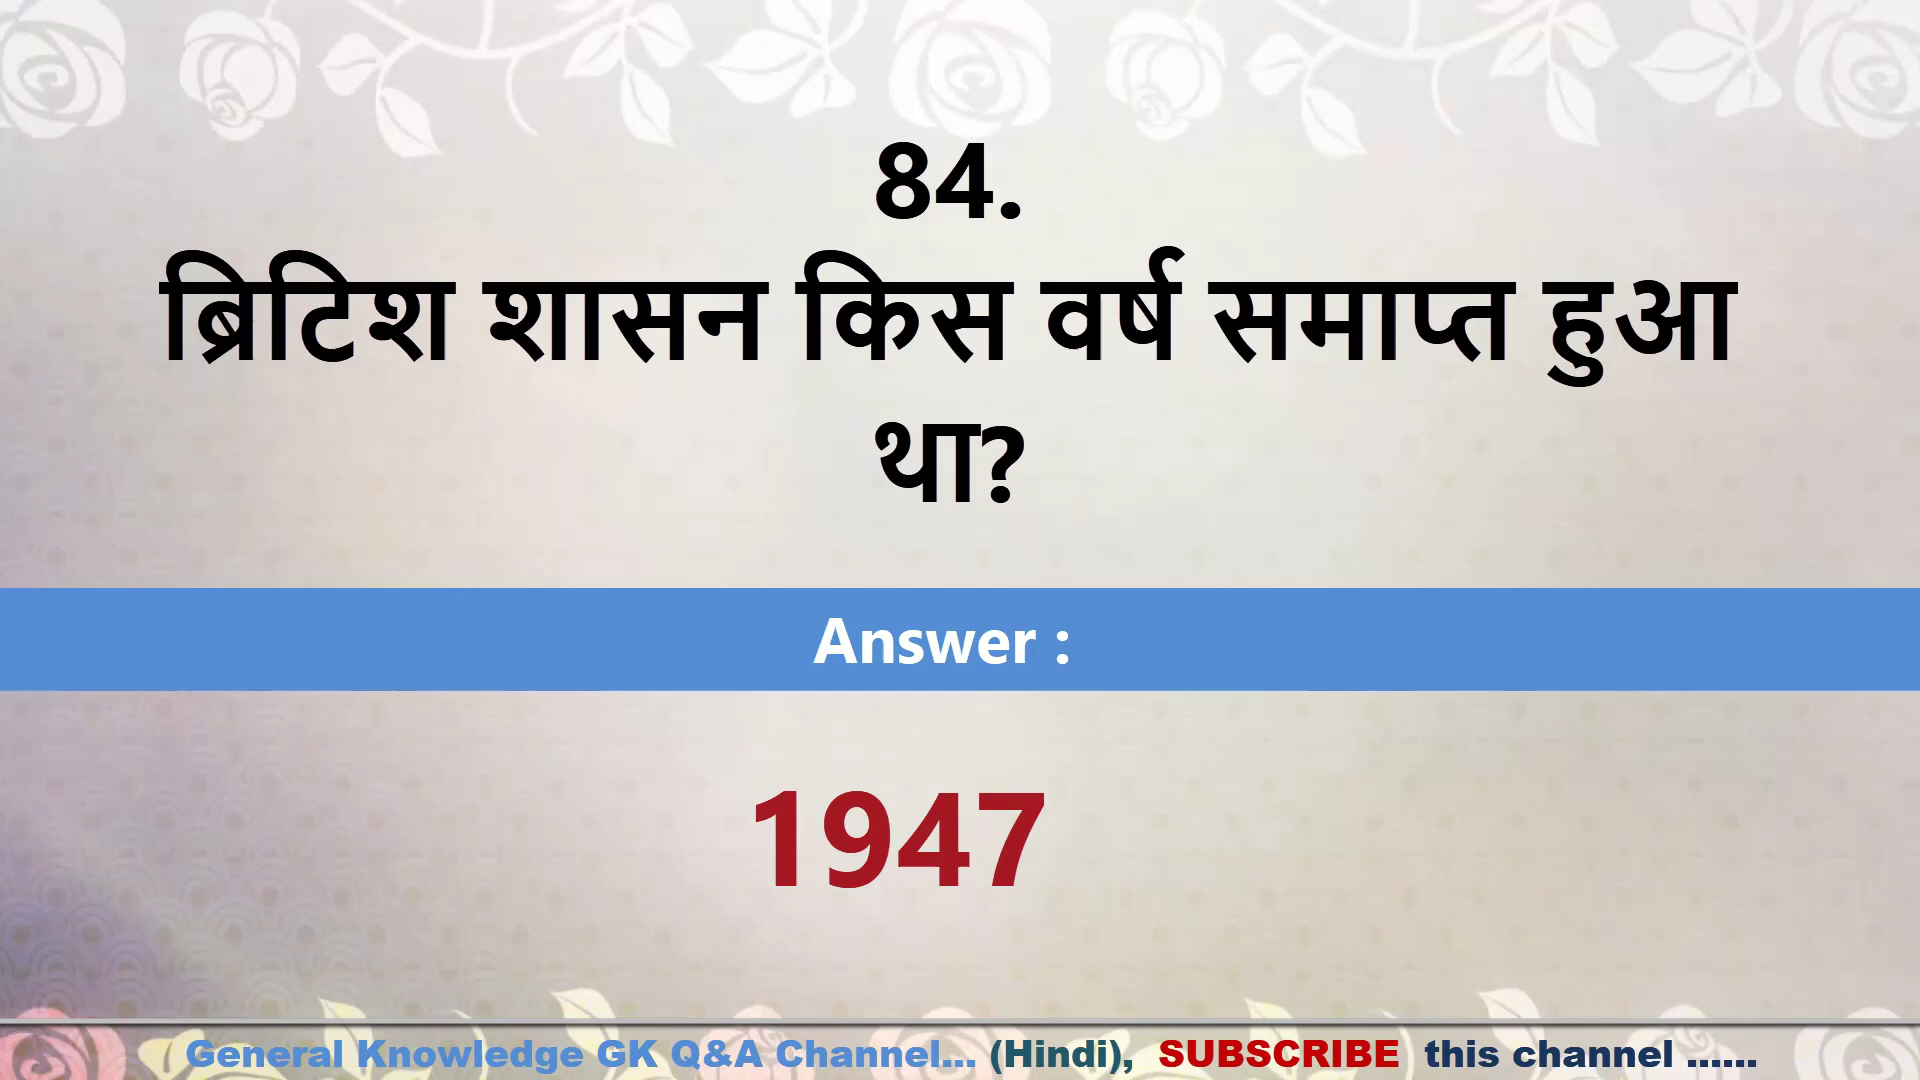 84.
ब्रिटिश शासन किस वर्ष समाप्त हुआ
था?
Answer :
1947
General Knowledge GK Q&A Channel... (Hindi), SUBSCRIBE this channel ......